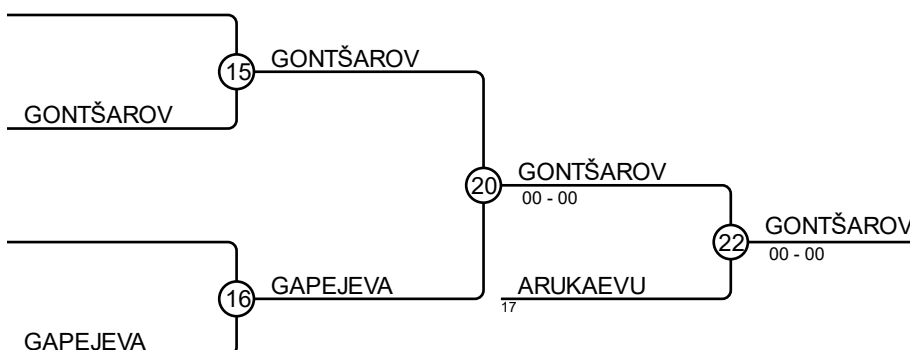 15
GONTŠAROV
GONTŠAROV
20
GONTŠAROV
00 - 00
22
GONTŠAROV
00 - 00
16
GAPEJEVA
ARUKAEVU
17
GAPEJEVA